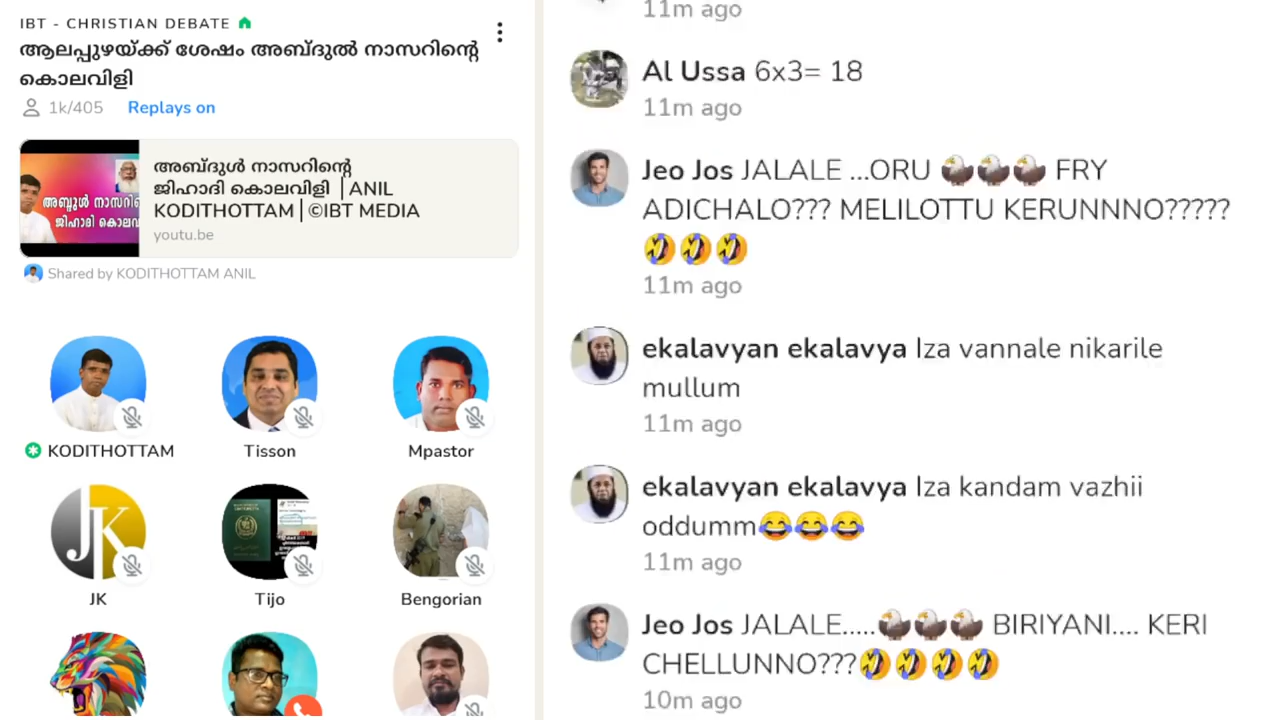 IBT - CHRISTIAN DEBATE
ആലപ്പുഴയ്ക്ക് ശേഷം അബ്ദുൽ നാസറിന്റെ
കൊലവിളി
1k/405 Replays on
അബ്ദുൾ നാസറിന്റെ
ജിഹാദി കൊലവിളി | ANIL
KODITHOTTAM | ©IBT MEDIA
youtu.be
അബ്ദുൾ നാസറിന്റെ
ജിഹാദി
Shared by KODITHOTTAM ANIL
KODITHOTTAM
Tisson
Mpastor
JK
JK
Tijo
Bengorian
11m ago
Al Ussa 6x3= 18
11m ago
Jeo Jos JALALE ...ORU 🦅🦅🦅 FRY
ADICHALO??? MELILOTTU KERUNNNO?????
🤣🤣🤣
11m ago
ekalavyan ekalavya Iza vannale nikarile
mullum
11m ago
ekalavyan ekalavya Iza kandam vazhii
oddumm😂😂😂
11m ago
Jeo Jos JALALE.....🦅🦅🦅 BIRIYANI.... KERI
CHELLUNNO???🤣🤣🤣🤣
10m ago